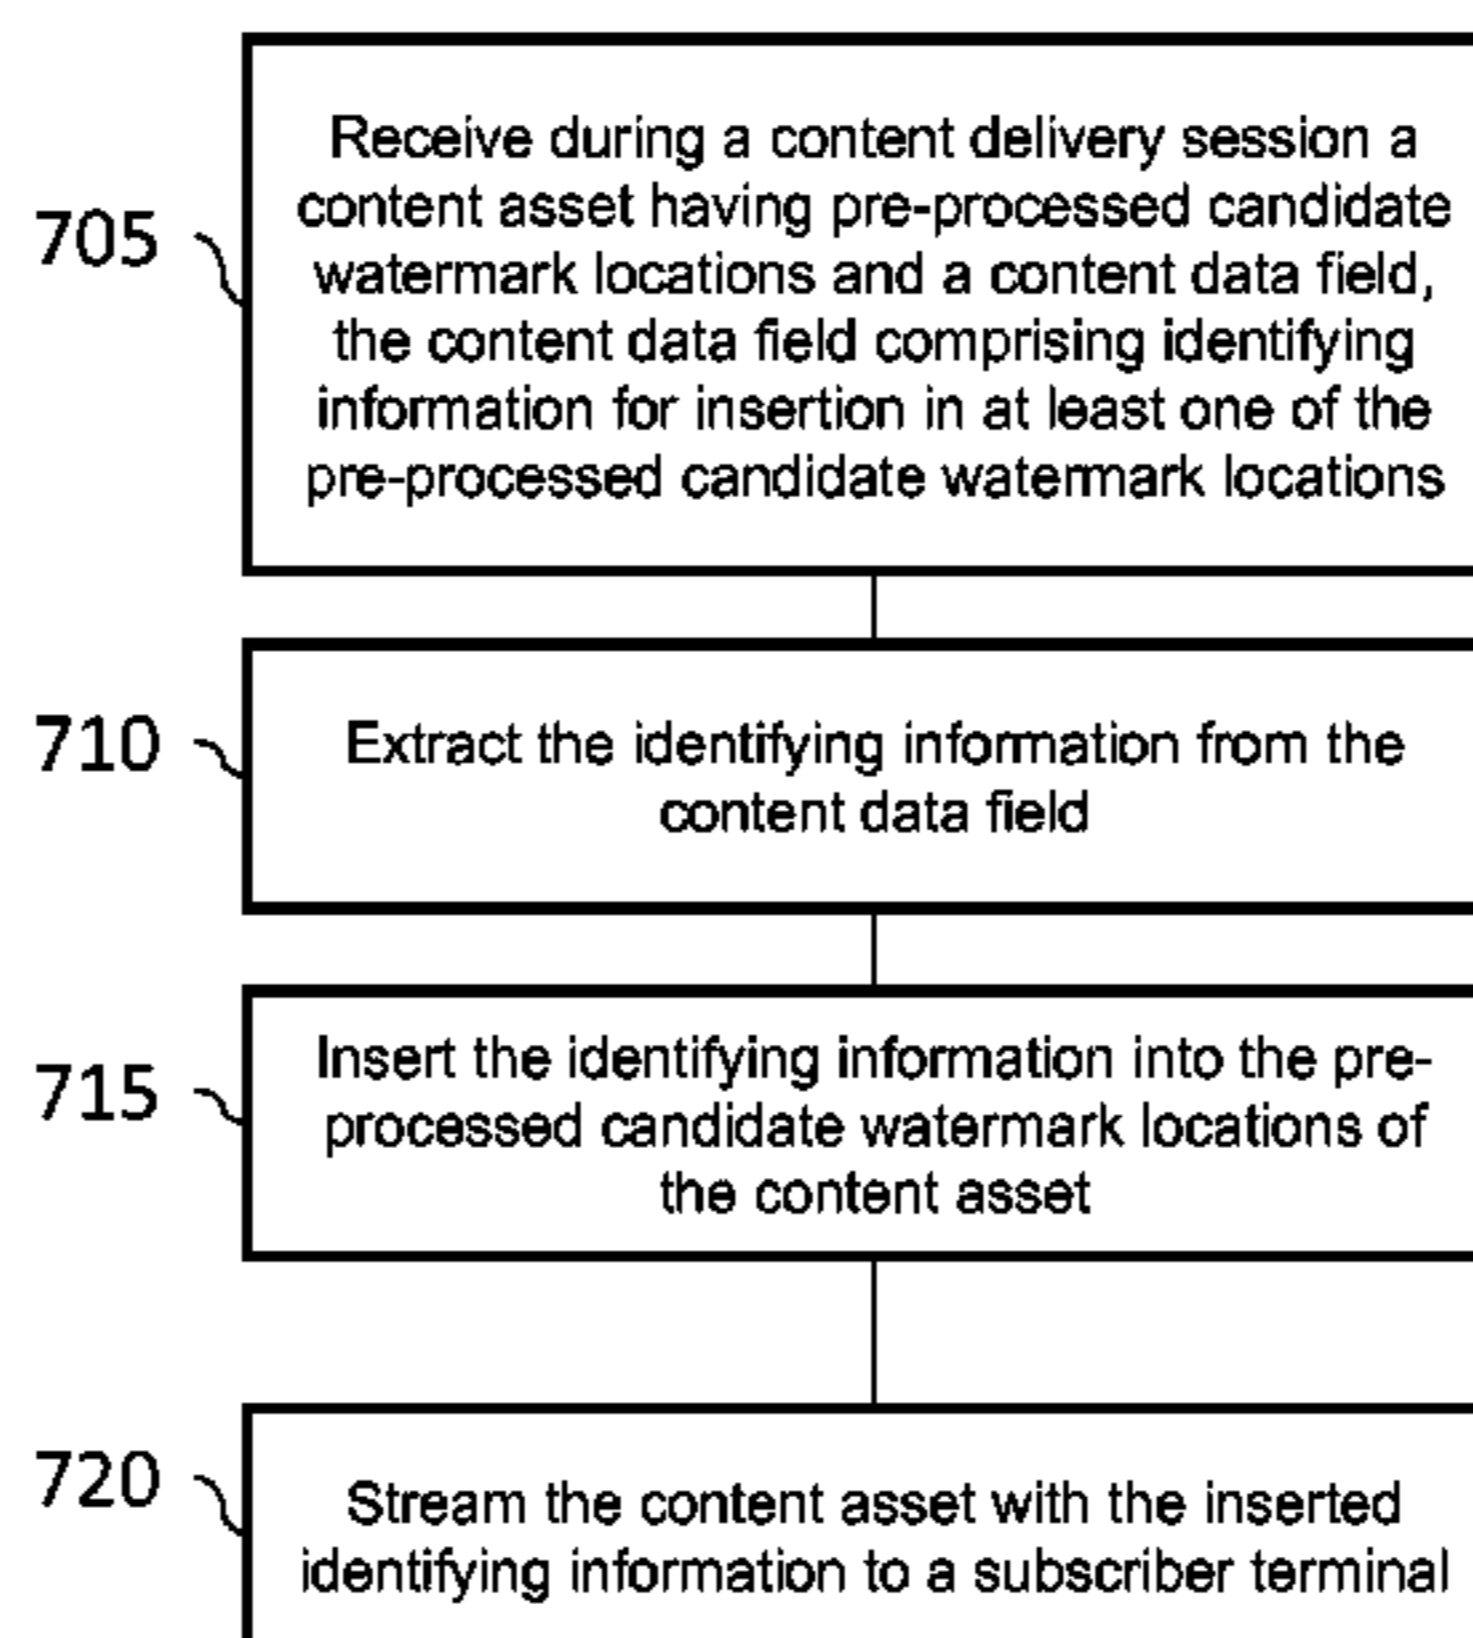 705
Receive during a content delivery session a
content asset having pre-processed candidate
watermark locations and a content data field,
the content data field comprising identifying
information for insertion in at least one of the
pre-processed candidate watermark locations
710
Extract the identifying information from the
content data field
715
Insert the identifying information into the pre-
processed candidate watermark locations of
the content asset
720
Stream the content asset with the inserted
identifying information to a subscriber terminal